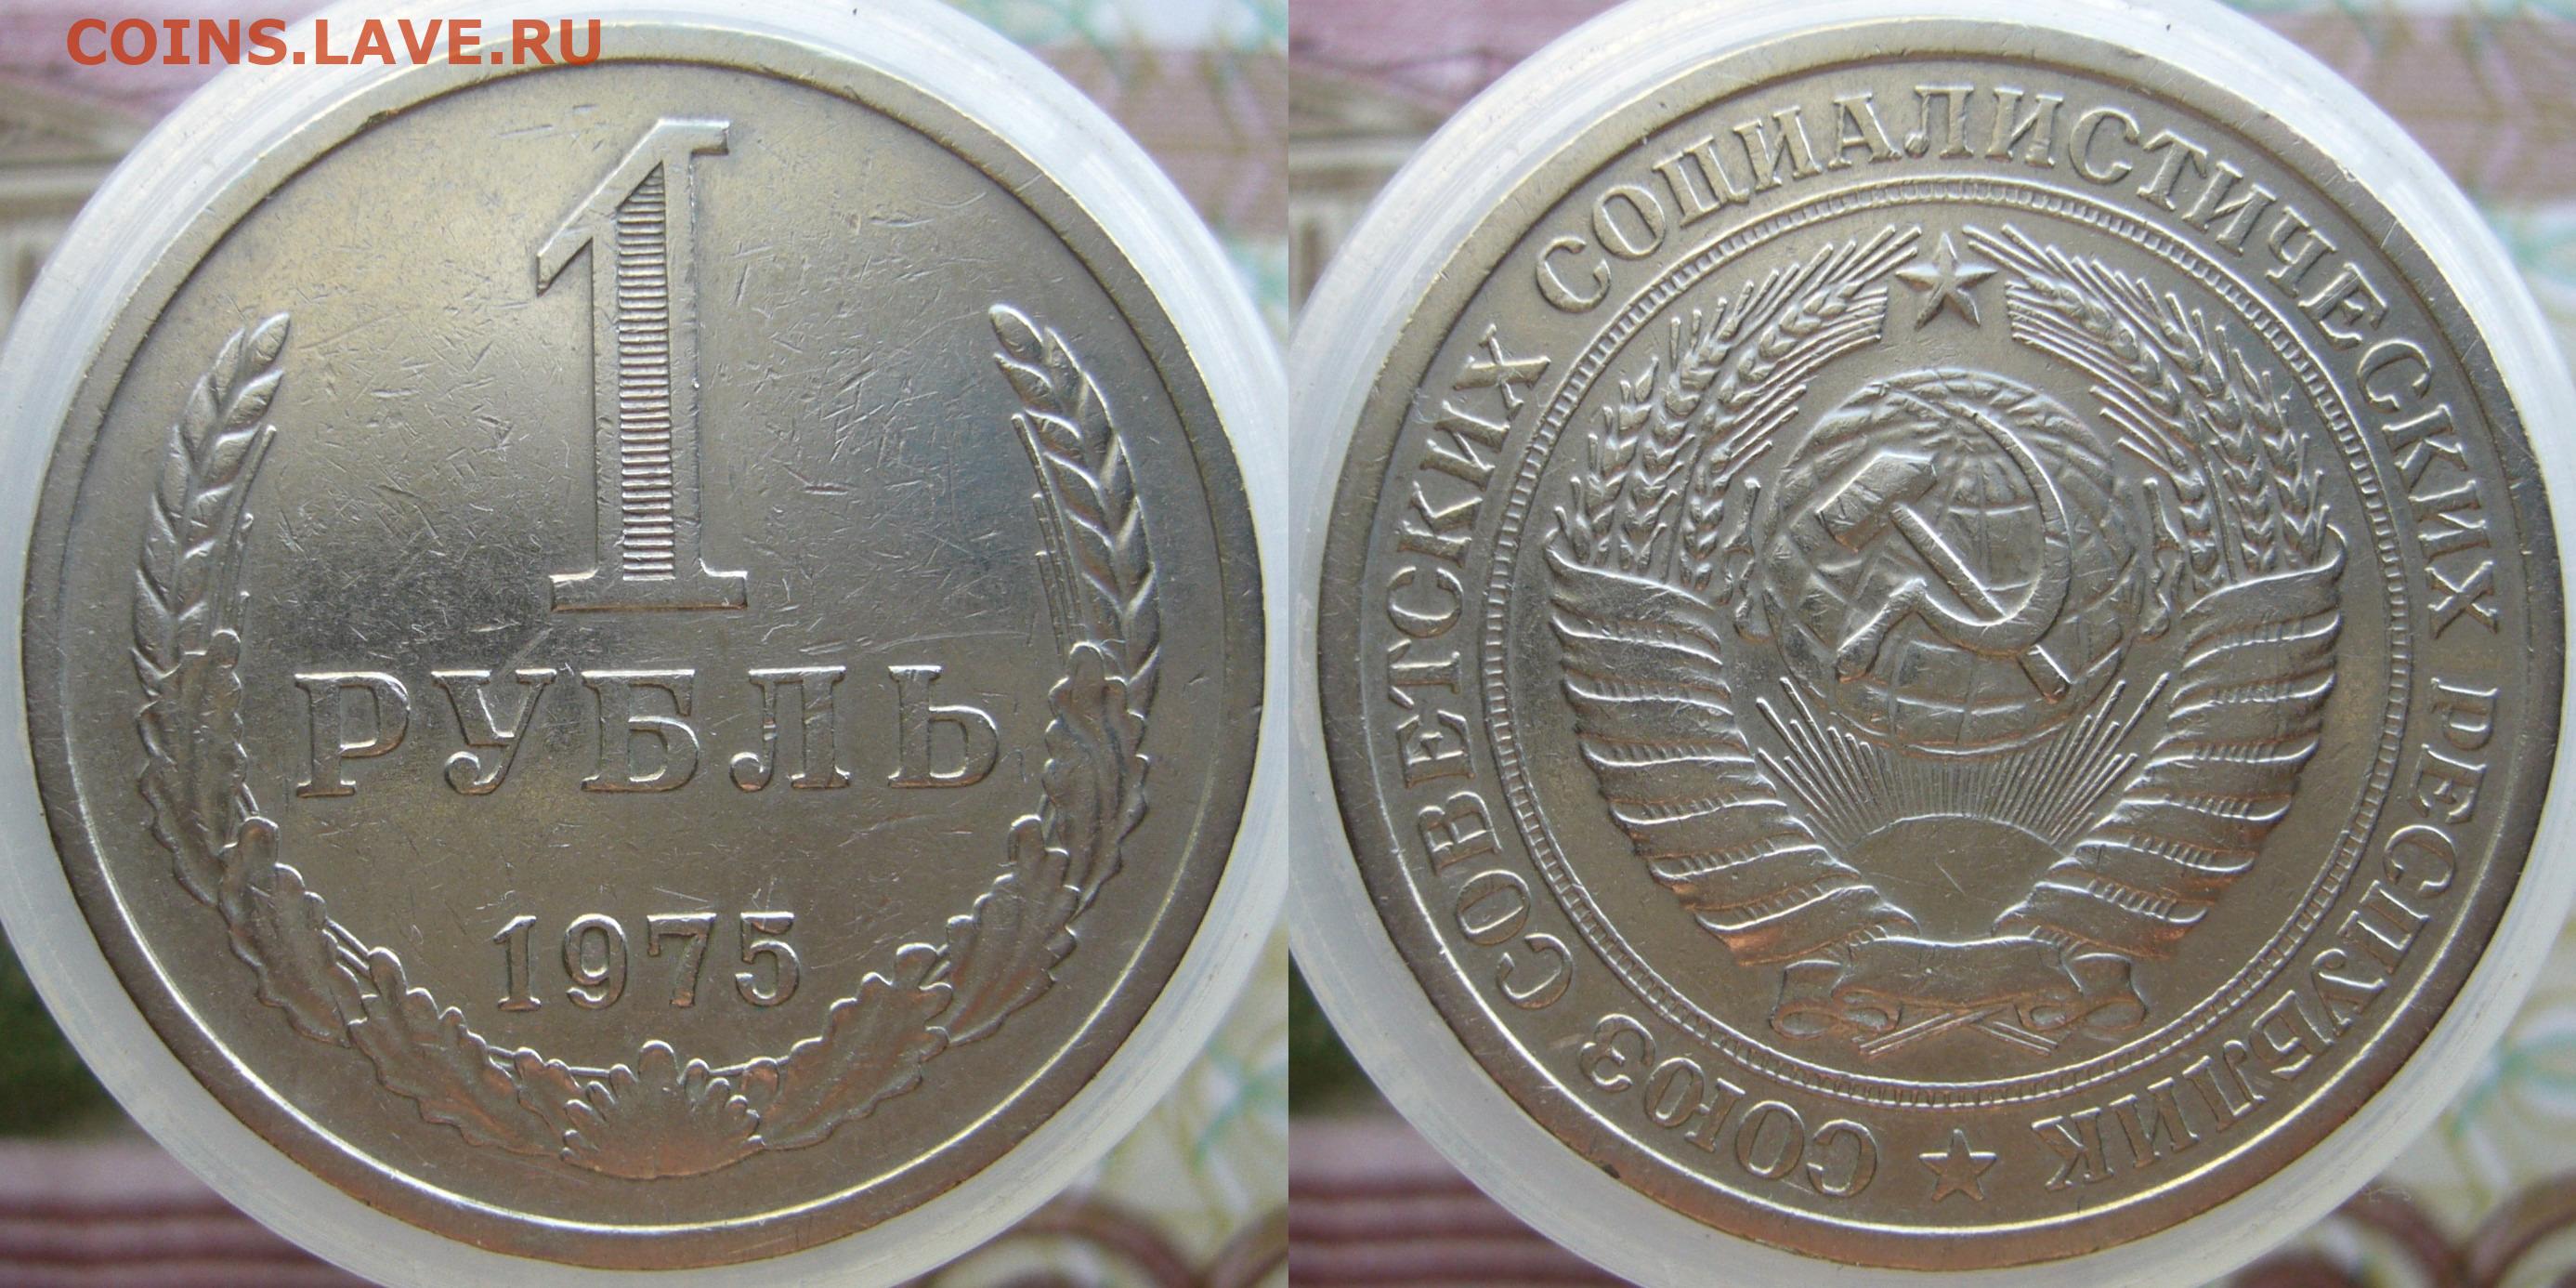 COINS.LAVE.RU
1
РУБЛЬ
1975
СОЮЗ СОВЕТСКИХ СОЦИАЛИСТИЧЕСКИХ РЕСПУБЛИК